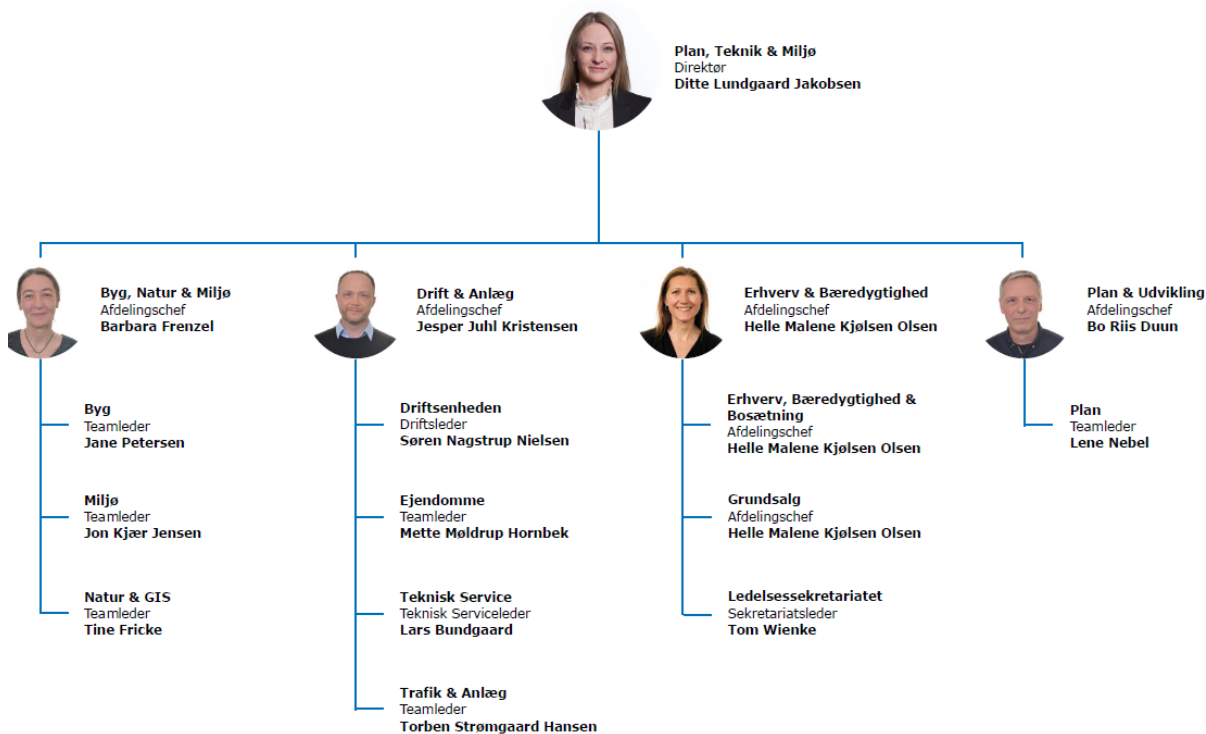 Plan, Teknik & Miljø
Direktør
Ditte Lundgaard Jakobsen
Byg, Natur & Miljø
Afdelingschef
Barbara Frenzel
Byg
Teamleder
Jane Petersen
Miljø
Teamleder
Jon Kjær Jensen
Natur & GIS
Teamleder
Tine Fricke
Drift & Anlæg
Afdelingschef
Jesper Juhl Kristensen
Driftsenheden
Driftsleder
Søren Nagstrup Nielsen
Ejendomme
Teamleder
Mette Møldrup Hornbek
Teknisk Service
Teknisk Serviceleder
Lars Bundgaard
Trafik & Anlæg
Teamleder
Torben Strømgaard Hansen
Erhverv & Bæredygtighed
Afdelingschef
Helle Malene Kjølsen Olsen
Erhverv, Bæredygtighed &
Bosætning
Afdelingschef
Helle Malene Kjølsen Olsen
Grundsalg
Afdelingschef
Helle Malene Kjølsen Olsen
Ledelsessekretariatet
Sekretariatsleder
Tom Wienke
Plan & Udvikling
Afdelingschef
Bo Riis Duun
Plan
Teamleder
Lene Nebel